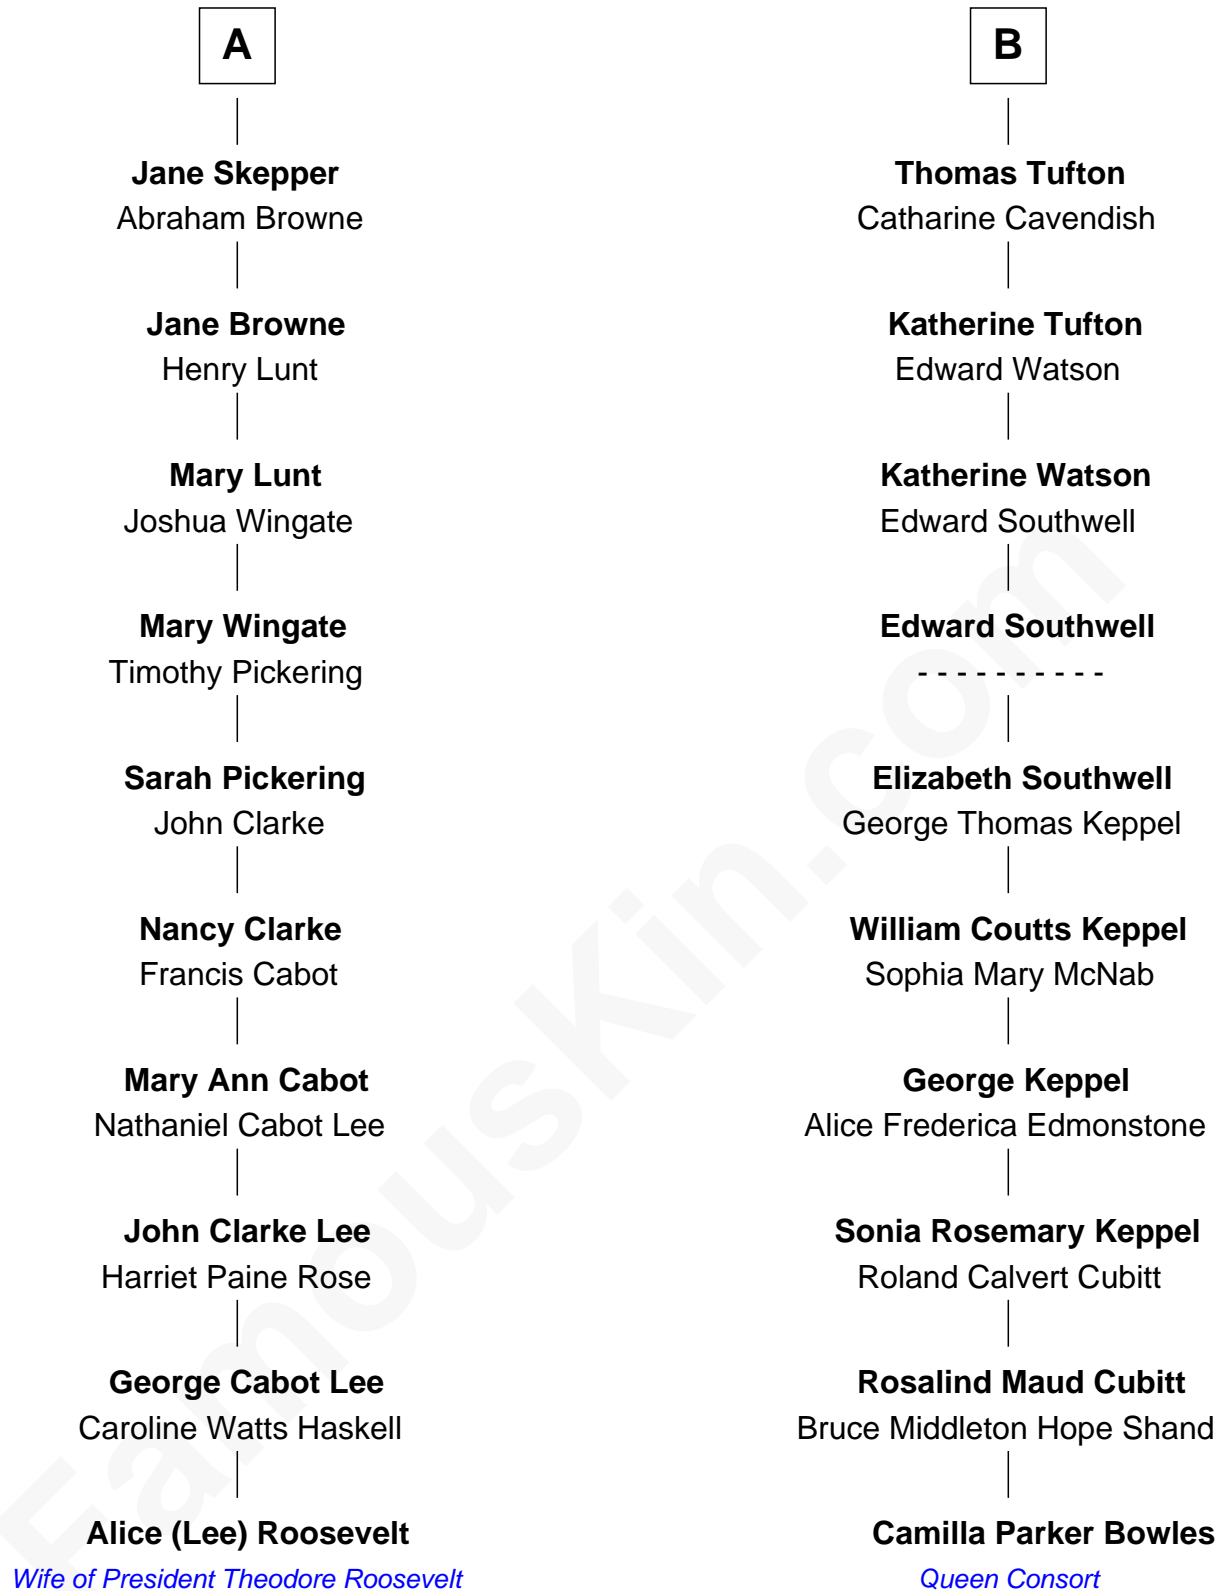 A
Jane Skepper
Abraham Browne
Jane Browne
Henry Lunt
Mary Lunt
Joshua Wingate
Mary Wingate
Timothy Pickering
Sarah Pickering
John Clarke
Nancy Clarke
Francis Cabot
Mary Ann Cabot
Nathaniel Cabot Lee
John Clarke Lee
Harriet Paine Rose
George Cabot Lee
Caroline Watts Haskell
Alice (Lee) Roosevelt
Wife of President Theodore Roosevelt
B
Thomas Tufton
Catharine Cavendish
Katherine Tufton
Edward Watson
Katherine Watson
Edward Southwell
Edward Southwell
- - - - - - - - - -
Elizabeth Southwell
George Thomas Keppel
William Coutts Keppel
Sophia Mary McNab
George Keppel
Alice Frederica Edmonstone
Sonia Rosemary Keppel
Roland Calvert Cubitt
Rosalind Maud Cubitt
Bruce Middleton Hope Shand
Camilla Parker Bowles
Queen Consort
FamousKin.com